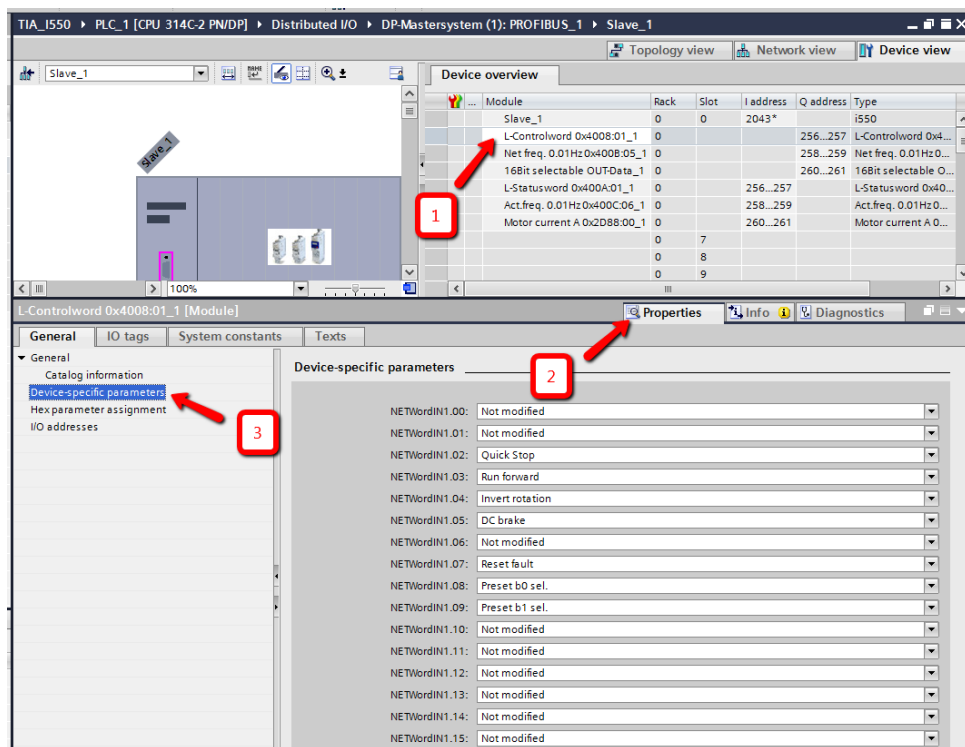 TIA_I550 ▸ PLC_1 [CPU 314C-2 PN/DP] ▸ Distributed I/O ▸ DP-Mastersystem (1): PROFIBUS_1 ▸ Slave_1
Topology view Network view Device view
Slave_1
Device overview
... Module Rack Slot I address Q address Type
Slave_1 0 0 2043* i550
L-Controlword 0x4008:01_1 0 256...257 L-Controlword 0x4...
Net freq. 0.01Hz 0x400B:05_1 0 258...259 Net freq. 0.01Hz 0...
16Bit selectable OUT-Data_1 0 260...261 16Bit selectable O...
L-Statusword 0x400A:01_1 0 256...257 L-Statusword 0x40...
Act.freq. 0.01Hz 0x400C:06_1 0 258...259 Act.freq. 0.01Hz 0...
Motor current A 0x2D88:00_1 0 260...261 Motor current A 0...
0 7
0 8
0 9
Slave_1
1
100%
L-Controlword 0x4008:01_1 [Module]
Properties Info Diagnostics
General IO tags System constants Texts
General
Catalog information
Device-specific parameters
Hex parameter assignment
I/O addresses
2
3
Device-specific parameters
NETWordIN1.00: Not modified
NETWordIN1.01: Not modified
NETWordIN1.02: Quick Stop
NETWordIN1.03: Run forward
NETWordIN1.04: Invert rotation
NETWordIN1.05: DC brake
NETWordIN1.06: Not modified
NETWordIN1.07: Reset fault
NETWordIN1.08: Preset b0 sel.
NETWordIN1.09: Preset b1 sel.
NETWordIN1.10: Not modified
NETWordIN1.11: Not modified
NETWordIN1.12: Not modified
NETWordIN1.13: Not modified
NETWordIN1.14: Not modified
NETWordIN1.15: Not modified